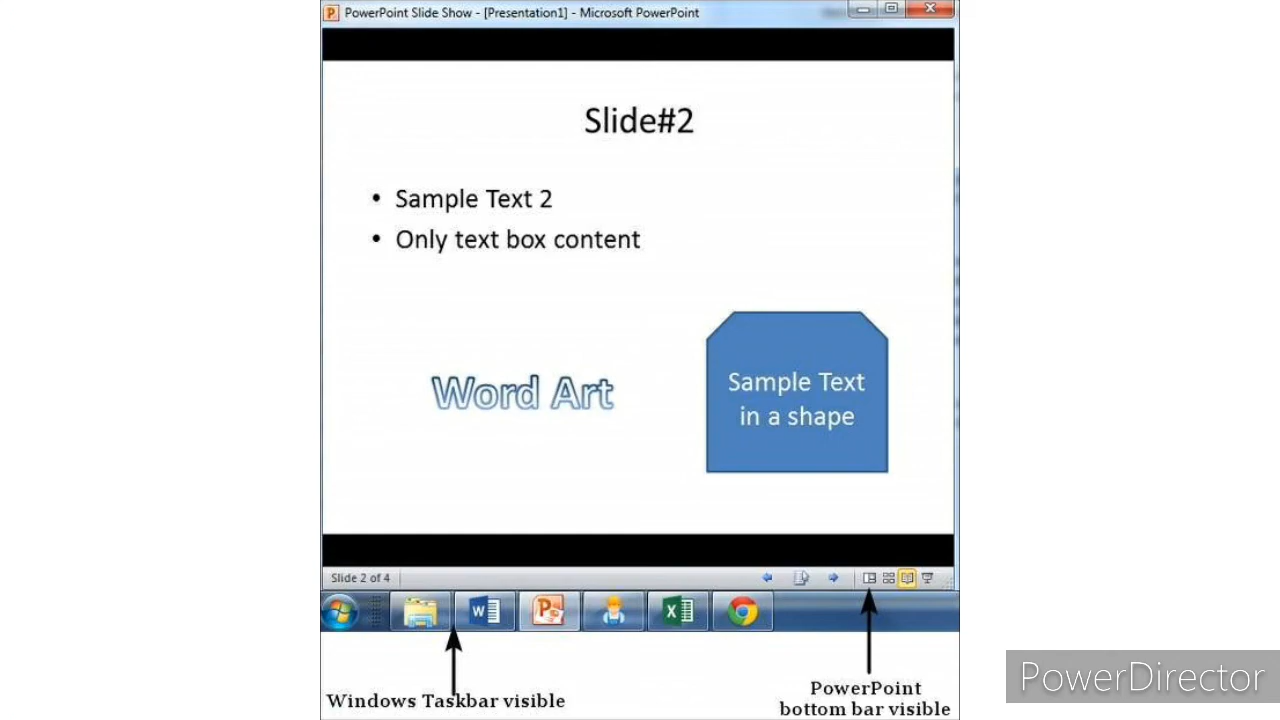 PowerPoint Slide Show - [Presentation1] - Microsoft PowerPoint
Slide#2
• Sample Text 2
• Only text box content
Word Art
Sample Text
in a shape
Slide 2 of 4
Windows Taskbar visible
PowerPoint
bottom bar visible
PowerDirector